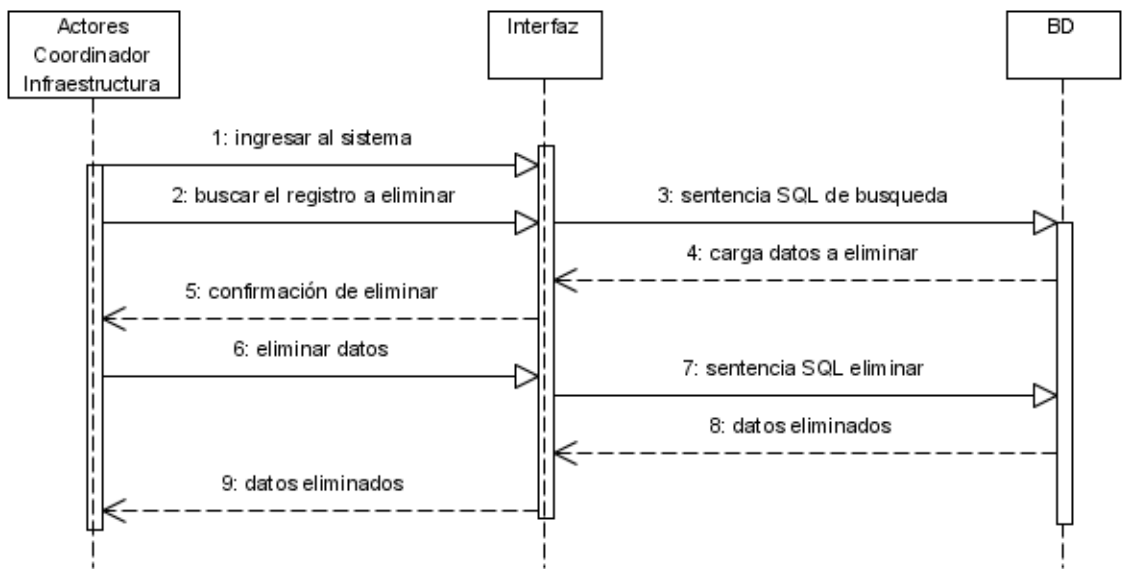 Actores
Coordinador
Infraestructura
Interfaz
BD
1: ingresar al sistema
2: buscar el registro a eliminar
3: sentencia SQL de busqueda
4: carga datos a eliminar
5: confirmación de eliminar
6: eliminar datos
7: sentencia SQL eliminar
8: datos eliminados
9: datos eliminados